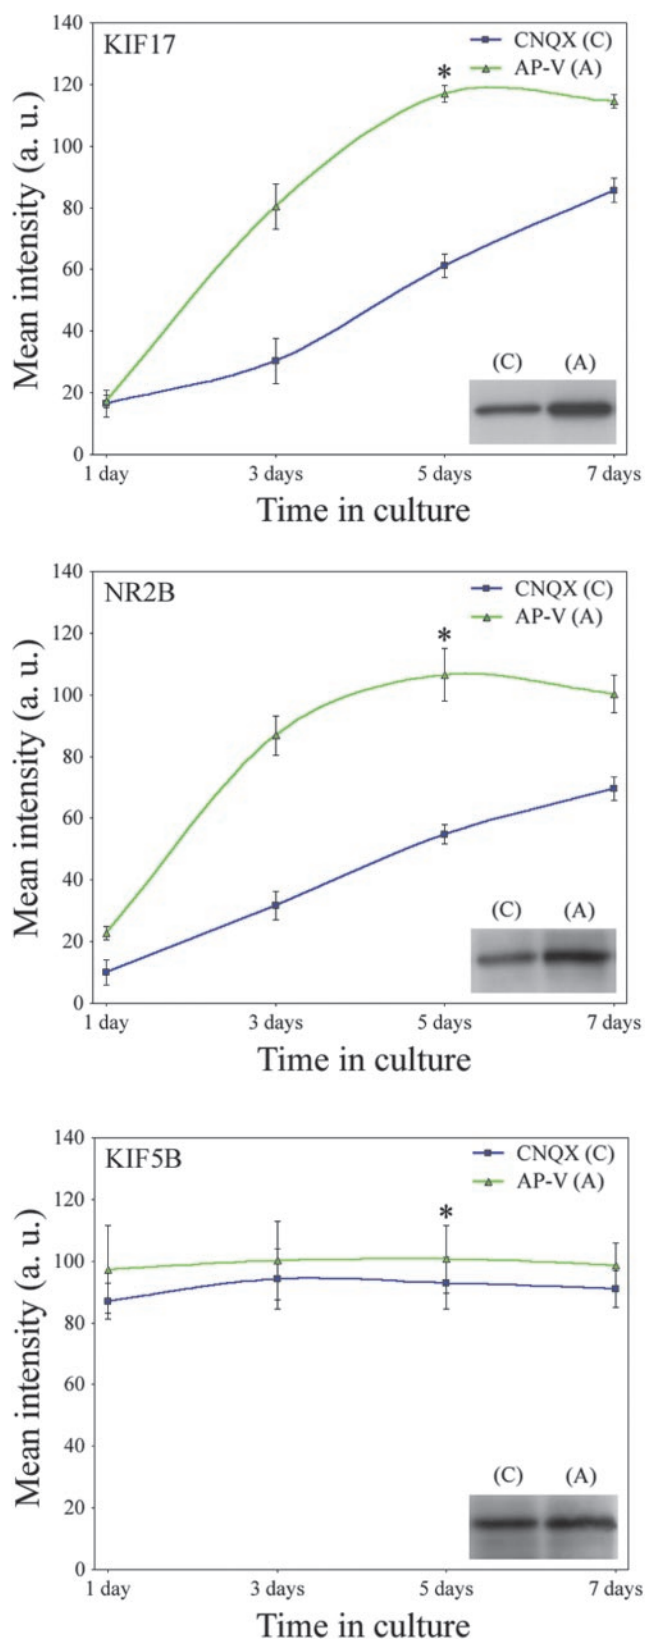 140
KIF17
CNQX (C)
AP-V (A)
*
120
100
80
60
40
20
0
Mean intensity (a. u.)
(C) (A)
1 day 3 days 5 days 7 days
Time in culture
140
NR2B
CNQX (C)
AP-V (A)
*
120
100
80
60
40
20
0
Mean intensity (a. u.)
(C) (A)
1 day 3 days 5 days 7 days
Time in culture
140
KIF5B
CNQX (C)
AP-V (A)
*
120
100
80
60
40
20
0
Mean intensity (a. u.)
(C) (A)
1 day 3 days 5 days 7 days
Time in culture